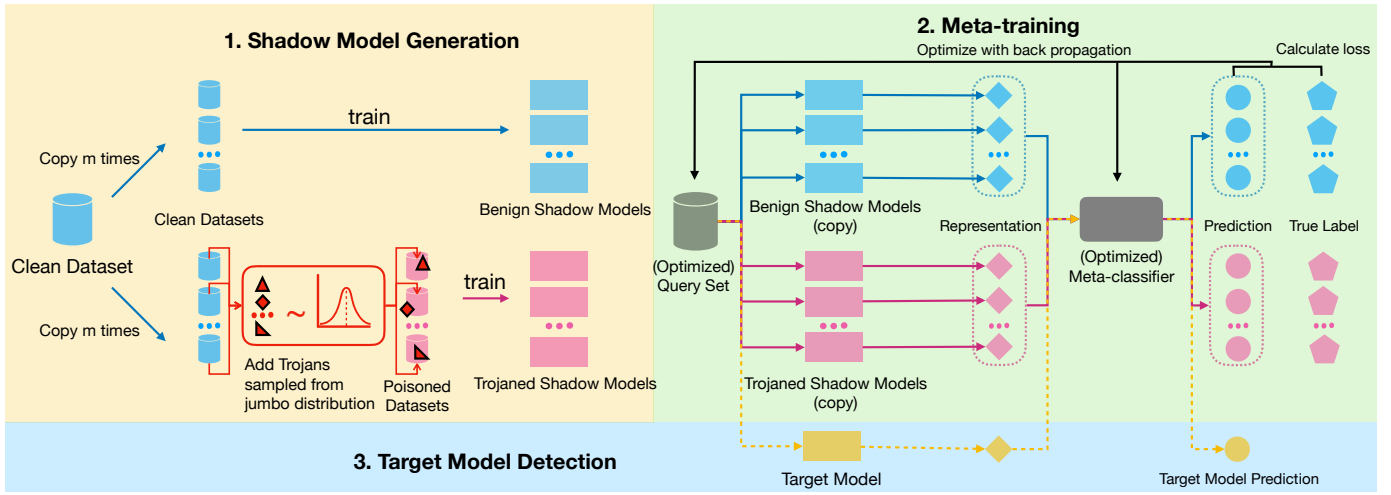 1. Shadow Model Generation
Copy m times
Clean Datasets
train
Benign Shadow Models
Clean Dataset
Copy m times
~
Add Trojans
sampled from
jumbo distribution
Poisoned
Datasets
train
Trojaned Shadow Models
2. Meta-training
Optimize with back propagation
Calculate loss
(Optimized)
Query Set
Benign Shadow Models
(copy)
Representation
(Optimized)
Meta-classifier
Prediction
True Label
Trojaned Shadow Models
(copy)
3. Target Model Detection
Target Model
Target Model Prediction